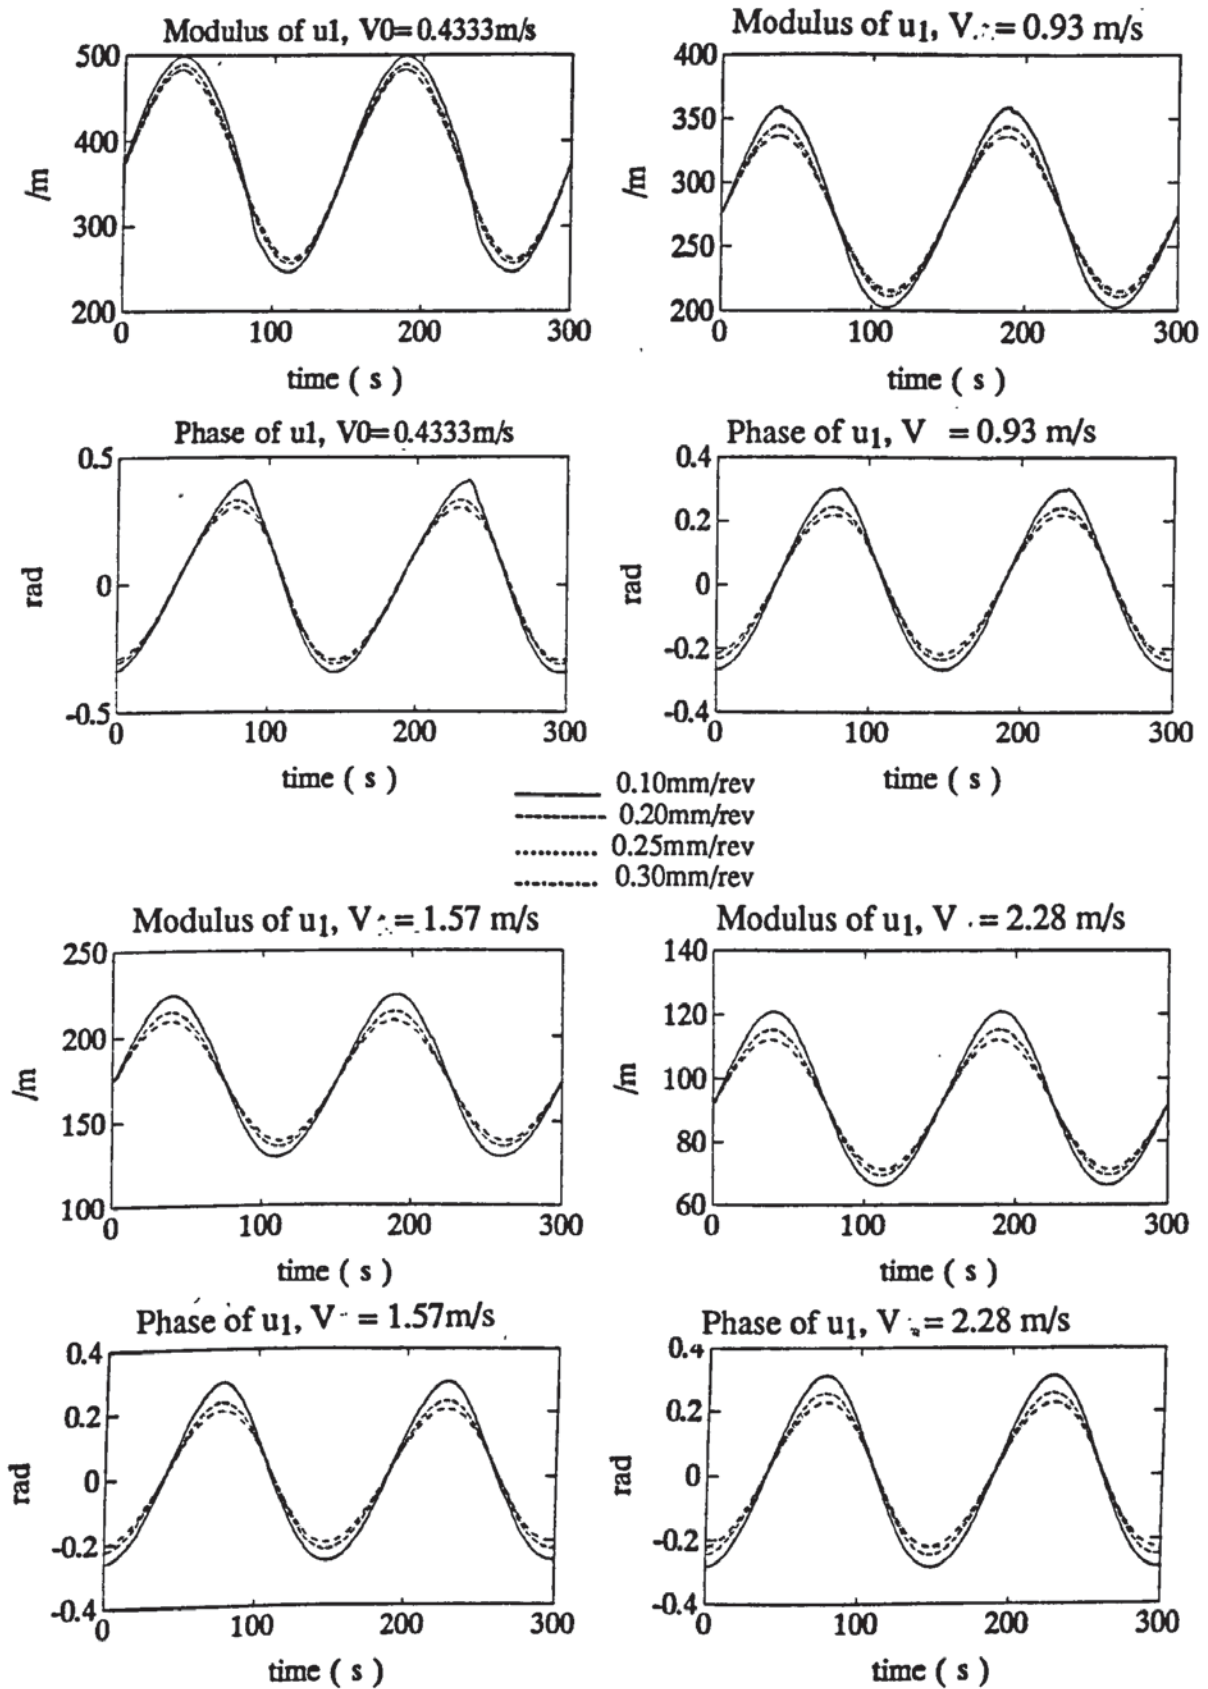 Modulus of u1, V0= 0.4333m/s
500
400
300
200
/m
0 100 200 300
time ( s )
Modulus of u1, V = 0.93 m/s
400
350
300
250
200
/m
0 100 200 300
time ( s )
Phase of u1, V0= 0.4333m/s
0.5
0
-0.5
rad
0 100 200 300
time ( s )
Phase of u1, V = 0.93 m/s
0.4
0.2
0
-0.2
-0.4
rad
0 100 200 300
time ( s )
0.10mm/rev
0.20mm/rev
0.25mm/rev
0.30mm/rev
Modulus of u1, V = 1.57 m/s
250
200
150
100
/m
0 100 200 300
time ( s )
Modulus of u1, V = 2.28 m/s
140
120
100
80
60
/m
0 100 200 300
time ( s )
Phase of u1, V = 1.57m/s
0.4
0.2
0
-0.2
-0.4
rad
0 100 200 300
time ( s )
Phase of u1, V = 2.28 m/s
0.4
0.2
0
-0.2
-0.4
rad
0 100 200 300
time ( s )